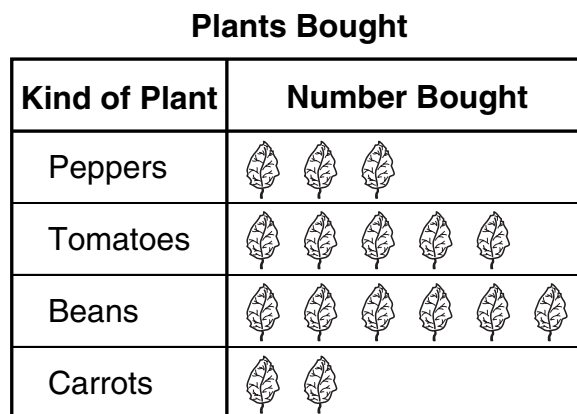 Plants Bought
Kind of Plant Number Bought
Peppers
Tomatoes
Beans
Carrots